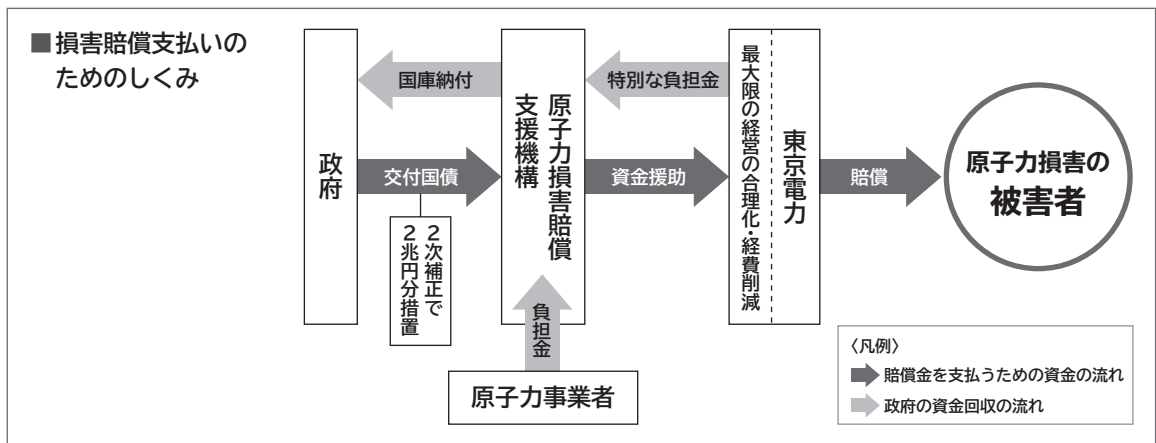 ■損害賠償支払いの
ためのしくみ
政府
国庫納付
交付国債
2次補正で
2兆円分措置
原子力損害賠償
支援機構
負担金
原子力事業者
特別な負担金
資金援助
東京電力
最大限の経営の合理化・経費削減
賠償
原子力損害の
被害者
〈凡例〉
賠償金を支払うための資金の流れ
政府の資金回収の流れ